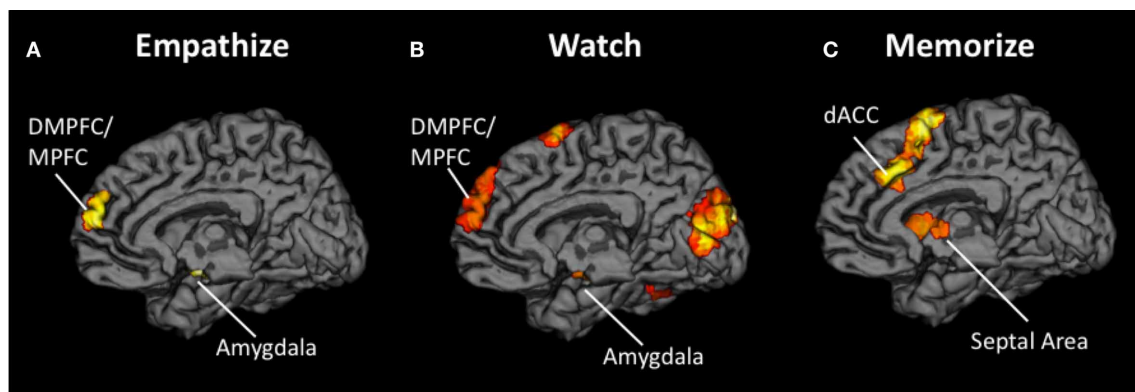 A Empathize
DMPFC/
MPFC
Amygdala
B Watch
DMPFC/
MPFC
Amygdala
C Memorize
dACC
Septal Area